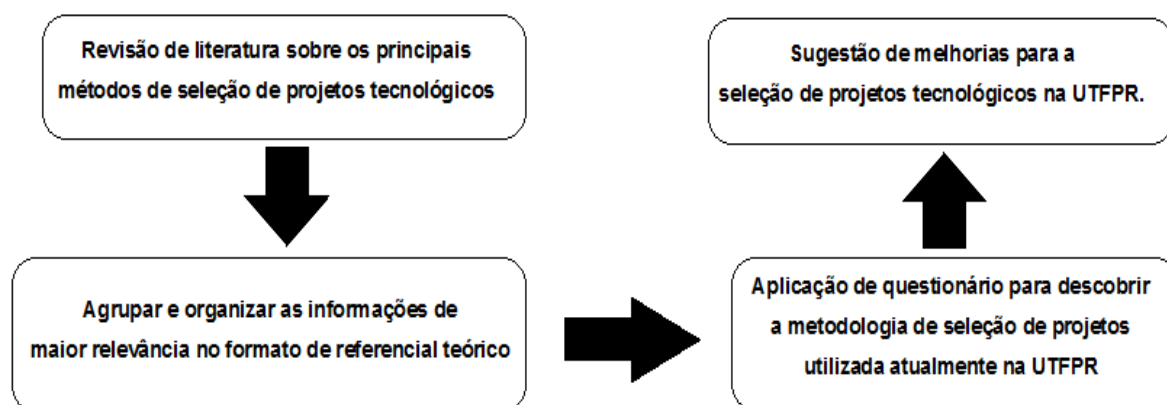 Revisão de literatura sobre os principais
métodos de seleção de projetos tecnológicos
Agrupar e organizar as informações de
maior relevância no formato de referencial teórico
Aplicação de questionário para descobrir
a metodologia de seleção de projetos
utilizada atualmente na UTFPR
Sugestão de melhorias para a
seleção de projetos tecnológicos na UTFPR.